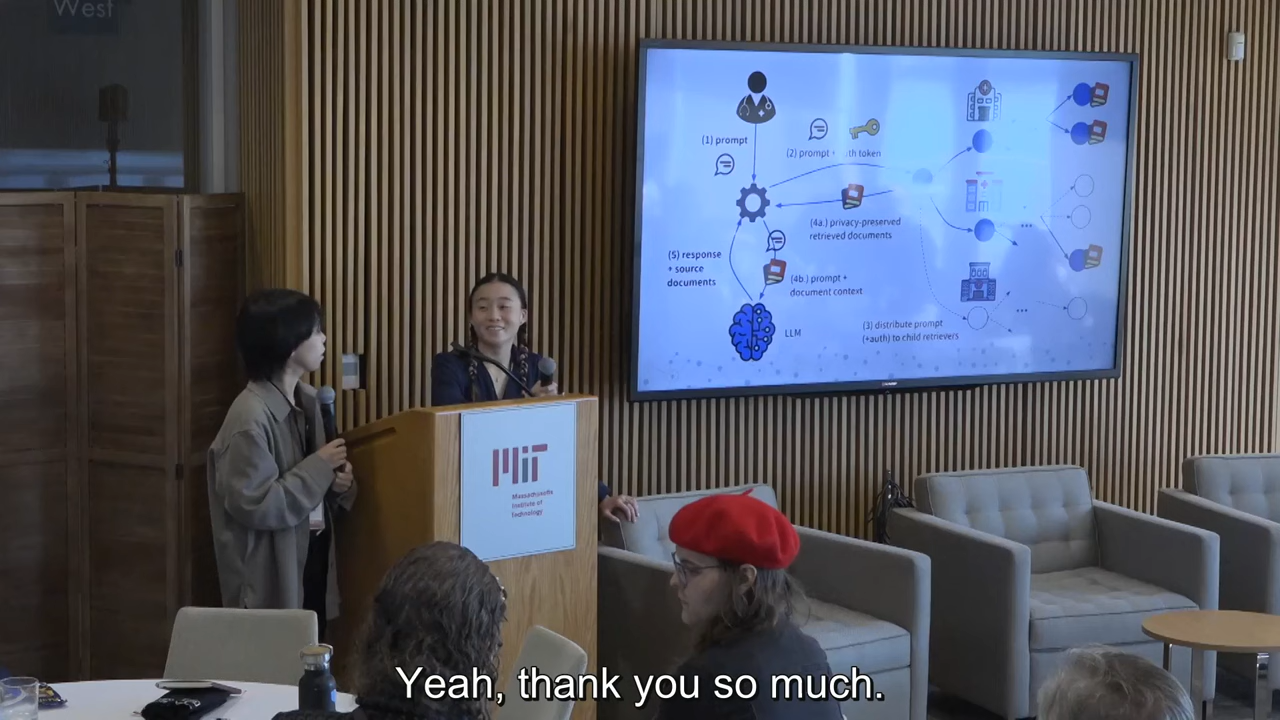 West
(1) prompt
(2) prompt + th token
(4a.) privacy-preserved
retrieved documents
(5) response
+ source
documents
(4b.) prompt +
document context
LLM
(3) distribute prompt
(+auth) to child retrievers
MIT
Massachusetts
Institute of
Technology
Yeah, thank you so much.